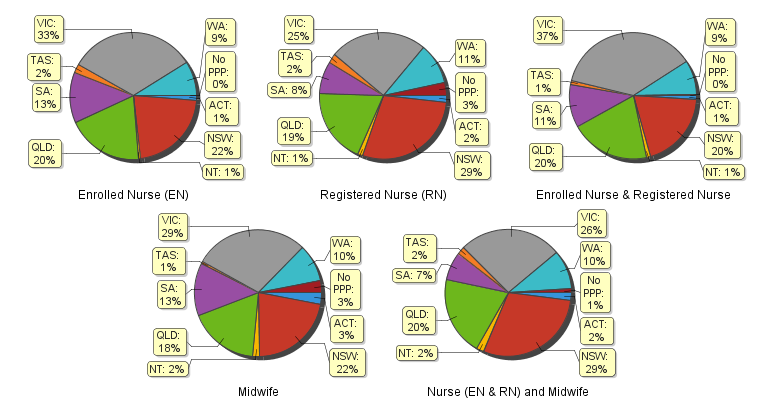 VIC:
33%
WA:
9%
No
PPP:
0%
ACT:
1%
NSW:
22%
NT: 1%
QLD:
20%
SA:
13%
TAS:
2%
Enrolled Nurse (EN)
VIC:
25%
WA:
11%
No
PPP:
3%
ACT:
2%
NSW:
29%
NT: 1%
QLD:
19%
SA: 8%
TAS:
2%
Registered Nurse (RN)
VIC:
37%
WA:
9%
No
PPP:
0%
ACT:
1%
NSW:
20%
NT: 1%
QLD:
20%
SA:
11%
TAS:
1%
Enrolled Nurse & Registered Nurse
VIC:
29%
WA:
10%
No
PPP:
3%
ACT:
3%
NSW:
22%
NT: 2%
QLD:
18%
SA:
13%
TAS:
1%
Midwife
VIC:
26%
WA:
10%
No
PPP:
1%
ACT:
2%
NSW:
29%
NT: 2%
QLD:
20%
SA: 7%
TAS:
2%
Nurse (EN & RN) and Midwife